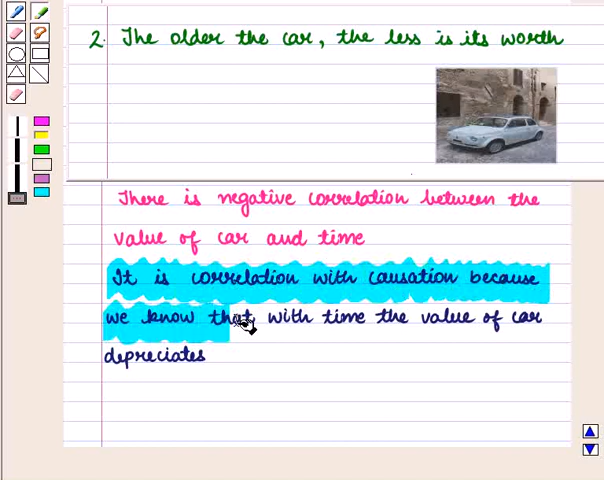 2. The older the car, the less is its worth
There is negative correlation between the
value of car and time
It is correlation with causation because
we know that, with time the value of car
depreciates